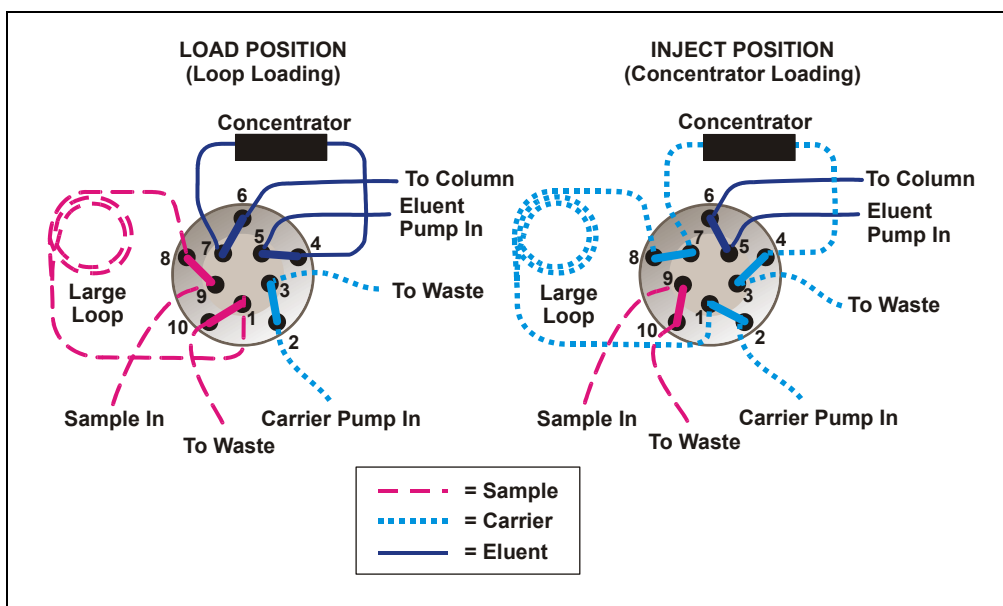 LOAD POSITION
(Loop Loading)
Concentrator
To Column
Eluent
Pump In
6
7
5
4
8
9
3
10
1
2
Large
Loop
To Waste
Sample In
To Waste
Carrier Pump In
INJECT POSITION
(Concentrator Loading)
Concentrator
To Column
Eluent
Pump In
6
7
5
4
8
9
3
10
1
2
Large
Loop
To Waste
Sample In
To Waste
Carrier Pump In
= Sample
= Carrier
= Eluent